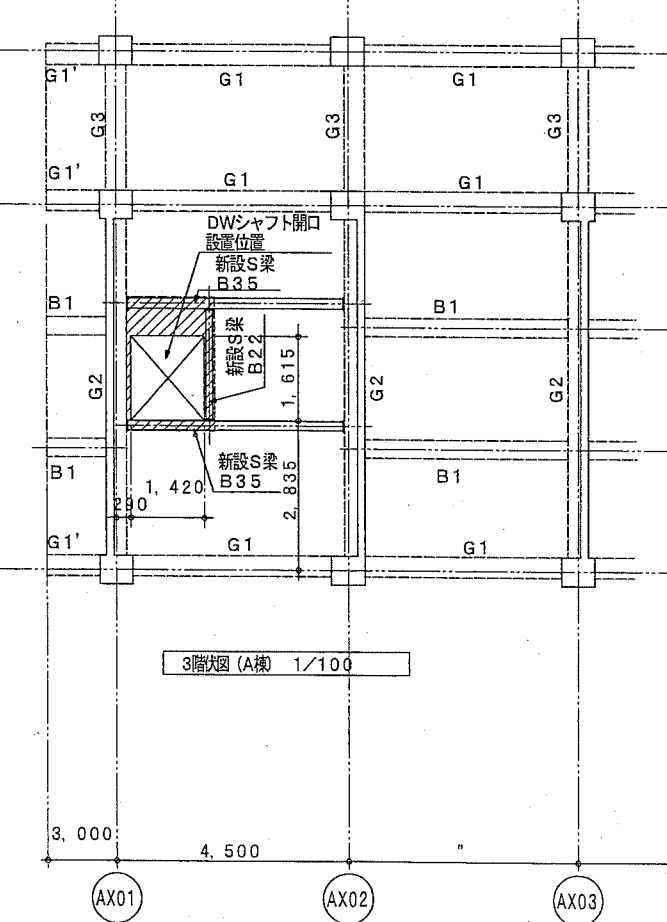 G1'
G1
G1
G3
G3
G3
G1'
G1
G1
DWシャフト開口
設置位置
新設S梁
B35
B1
B1
新設S梁
B22
1,615
G2
G2
G2
新設S梁
B35
B1
B1
1,420
290
2,835
G1'
G1
G1
3階伏図 (A棟) 1/100
3,000
4,500
"
AX01
AX02
AX03